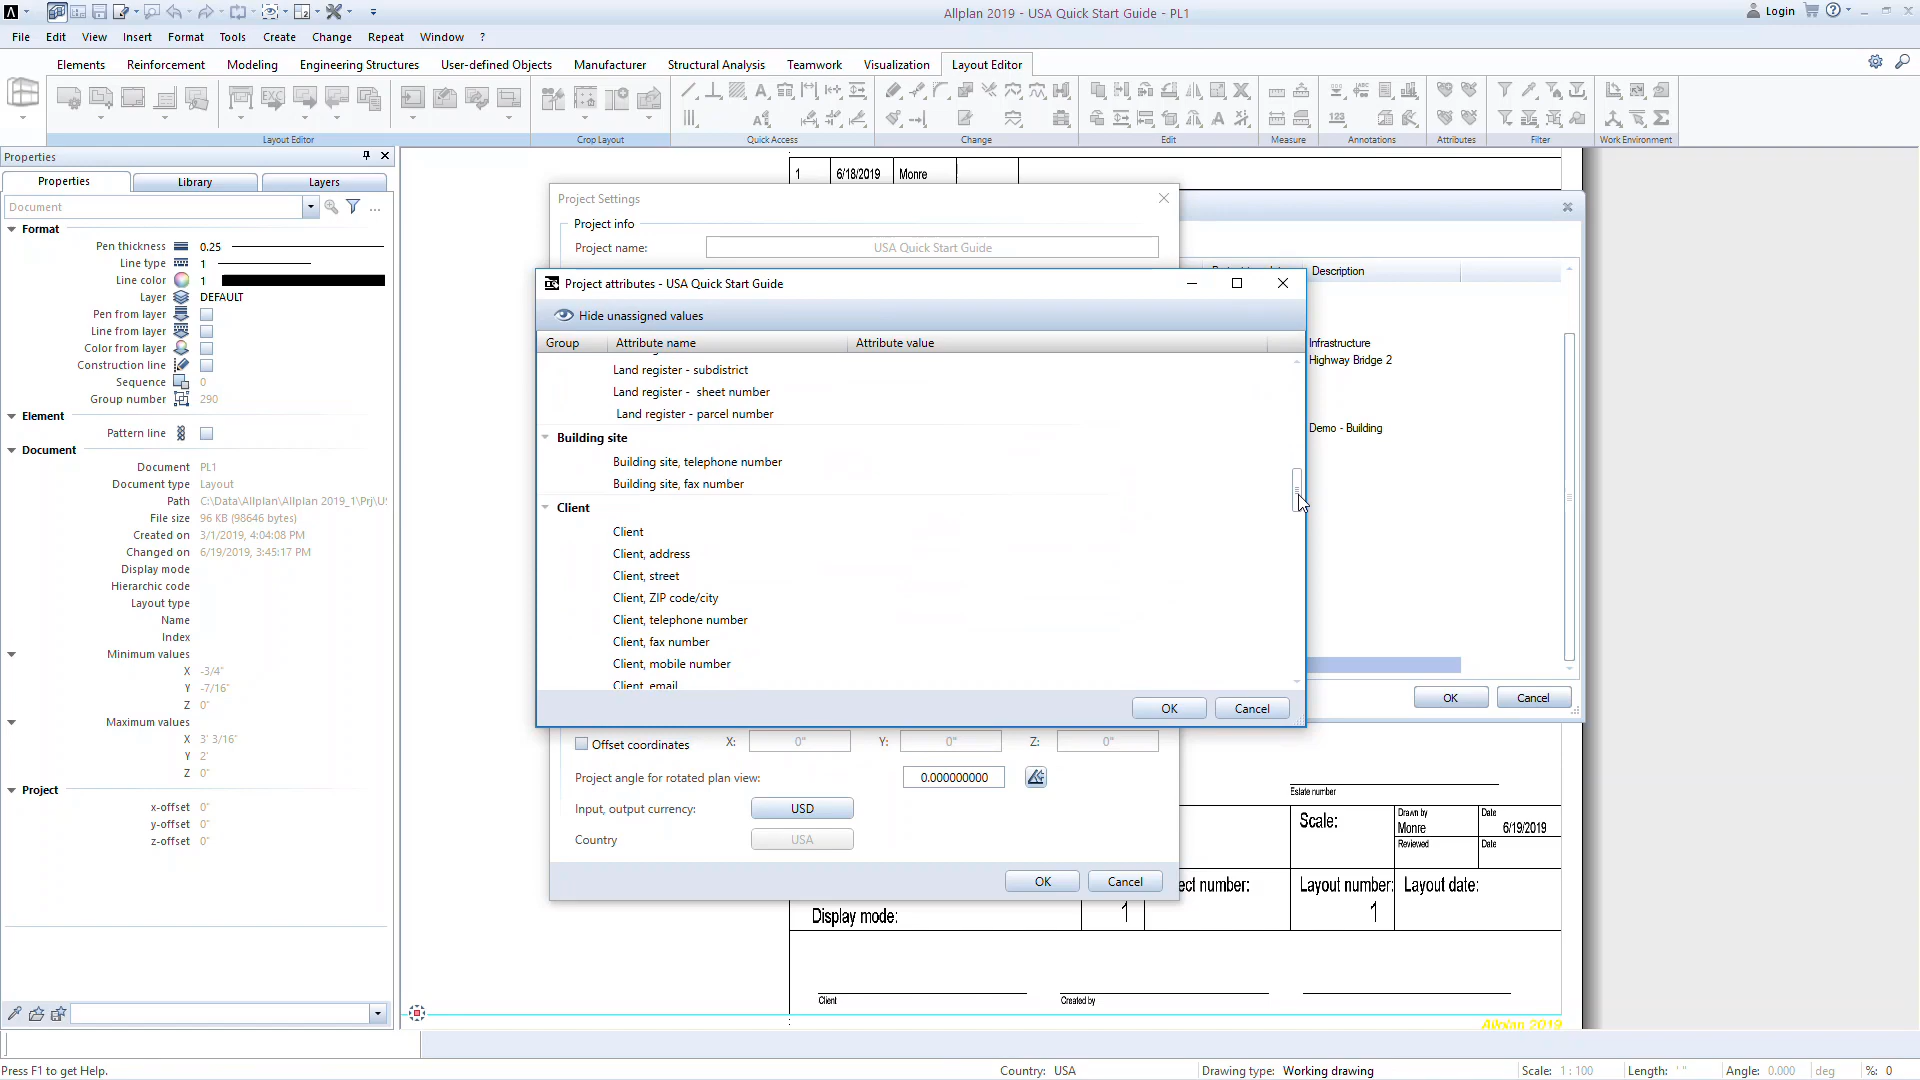 Allplan 2019 - USA Quick Start Guide - PL1
Login
File Edit View Insert Format Tools Create Change Repeat Window ?
Elements Reinforcement Modeling Engineering Structures User-defined Objects Manufacturer Structural Analysis Teamwork Visualization Layout Editor
Layout Editor Crop Layout Quick Access Change Edit Measure Annotations Attributes Filter Work Environment
Properties
Properties Library Layers
Document
Format
Pen thickness 0.25
Line type 1
Line color 1
Layer DEFAULT
Pen from layer
Line from layer
Color from layer
Construction line
Sequence 0
Group number 290
Element
Pattern line
Document
Document PL1
Document type Layout
Path C:\Data\Allplan\Allplan 2019_1\Prj\US
File size 96 KB (98646 bytes)
Created on 3/1/2019, 4:04:08 PM
Changed on 6/19/2019, 3:45:17 PM
Display mode
Hierarchic code
Layout type
Name
Index
Minimum values
X -3/4"
Y -7/16"
Z 0"
Maximum values
X 3' 3/16"
Y 2'
Z 0"
Project
x-offset 0"
y-offset 0"
z-offset 0"
1 6/18/2019 Monre
Project Settings
Project info
Project name: USA Quick Start Guide
Project attributes - USA Quick Start Guide
Hide unassigned values
Group Attribute name Attribute value
Land register - subdistrict
Land register - sheet number
Land register - parcel number
Building site
Building site, telephone number
Building site, fax number
Client
Client
Client, address
Client, street
Client, ZIP code/city
Client, telephone number
Client, fax number
Client, mobile number
Client, email
OK Cancel
Description
Infrastructure
Highway Bridge 2
Demo - Building
OK Cancel
Offset coordinates X: 0" Y: 0" Z: 0"
Project angle for rotated plan view: 0.000000000
Input, output currency: USD
Country USA
OK Cancel
Estate number
Scale: Drawn by Monre Date 6/19/2019
Reviewed Date
ect number: Layout number: Layout date:
Display mode: 1 1
Client Created by
Allplan 2019
Press F1 to get Help.
Country: USA Drawing type: Working drawing Scale: 1 : 100 Length: ' " Angle: 0.000 deg %: 0